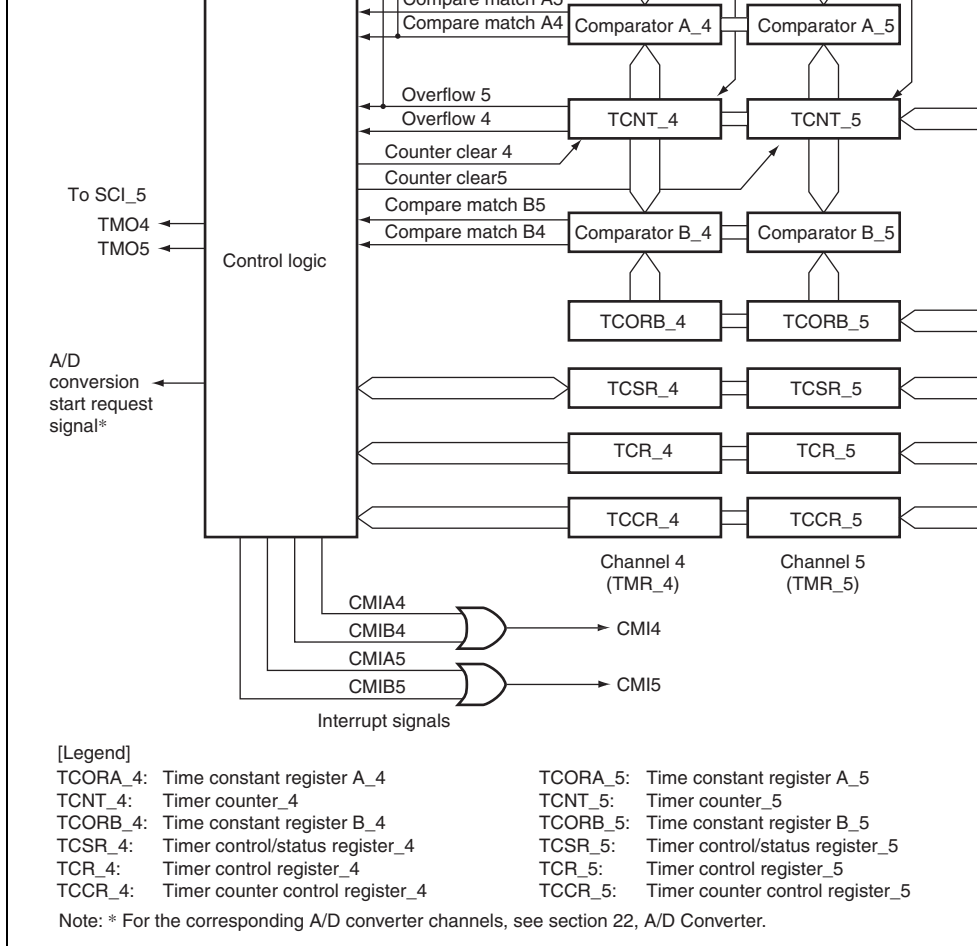 Compare match A5
Compare match A4
Comparator A_4
Comparator A_5
Overflow 5
Overflow 4
TCNT_4
TCNT_5
Counter clear 4
Counter clear5
To SCI_5
TMO4
TMO5
Compare match B5
Compare match B4
Comparator B_4
Comparator B_5
Control logic
TCORB_4
TCORB_5
A/D
conversion
start request
signal*
TCSR_4
TCSR_5
TCR_4
TCR_5
TCCR_4
TCCR_5
Channel 4
(TMR_4)
Channel 5
(TMR_5)
CMIA4
CMIB4
CMI4
CMIA5
CMIB5
CMI5
Interrupt signals
[Legend]
TCORA_4: Time constant register A_4
TCNT_4: Timer counter_4
TCORB_4: Time constant register B_4
TCSR_4: Timer control/status register_4
TCR_4: Timer control register_4
TCCR_4: Timer counter control register_4
TCORA_5: Time constant register A_5
TCNT_5: Timer counter_5
TCORB_5: Time constant register B_5
TCSR_5: Timer control/status register_5
TCR_5: Timer control register_5
TCCR_5: Timer counter control register_5
Note: * For the corresponding A/D converter channels, see section 22, A/D Converter.